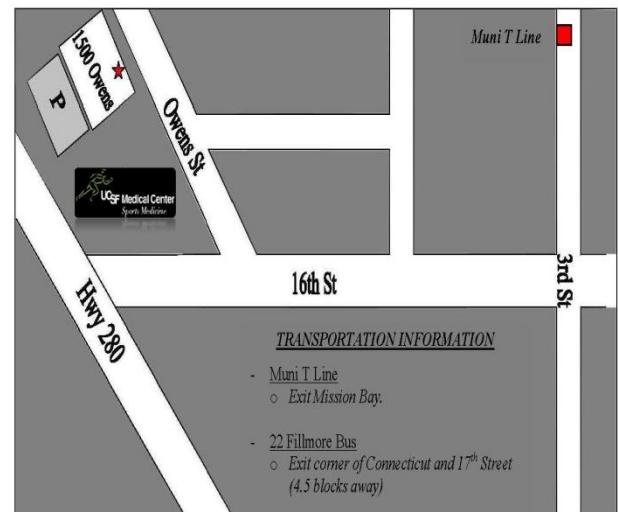 Muni T Line
1500 Owens
P
Owens St
UCSF Medical Center
Sports Medicine
3rd St
16th St
Hwy 280
TRANSPORTATION INFORMATION
- Muni T Line
o Exit Mission Bay.
- 22 Fillmore Bus
o Exit corner of Connecticut and 17th Street
(4.5 blocks away)